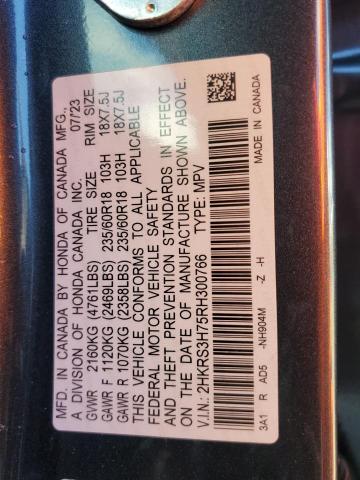 MFD. IN CANADA BY HONDA OF CANADA MFG.,
A DIVISION OF HONDA CANADA INC. 07/23
GVWR 2160KG (4761LBS) TIRE SIZE RIM SIZE
GAWR F 1120KG (2469LBS) 235/60R18 103H 18X7.5J
GAWR R 1070KG (2358LBS) 235/60R18 103H 18X7.5J
THIS VEHICLE CONFORMS TO ALL APPLICABLE
FEDERAL MOTOR VEHICLE SAFETY
AND THEFT PREVENTION STANDARDS IN EFFECT
ON THE DATE OF MANUFACTURE SHOWN ABOVE.
V.I.N.: 2HKRS3H75RH300766 TYPE: MPV
3A1 R AD5 -NH904M -Z -H MADE IN CANADA